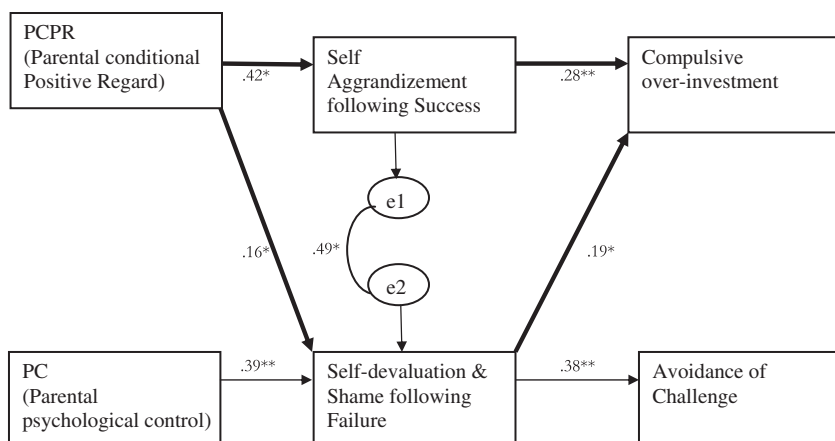 PCPR
(Parental conditional
Positive Regard)
.42*
Self
Aggrandizement
following Success
.28**
Compulsive
over-investment
e1
.16*
.49*
.19*
e2
PC
(Parental
psychological control)
.39**
Self-devaluation &
Shame following
Failure
.38**
Avoidance of
Challenge